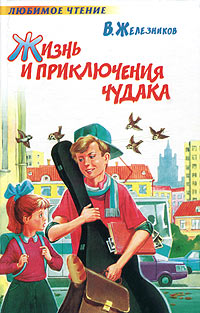 ЛЮБИМОЕ ЧТЕНИЕ
В. Железников
Жизнь
и приключения
чудака